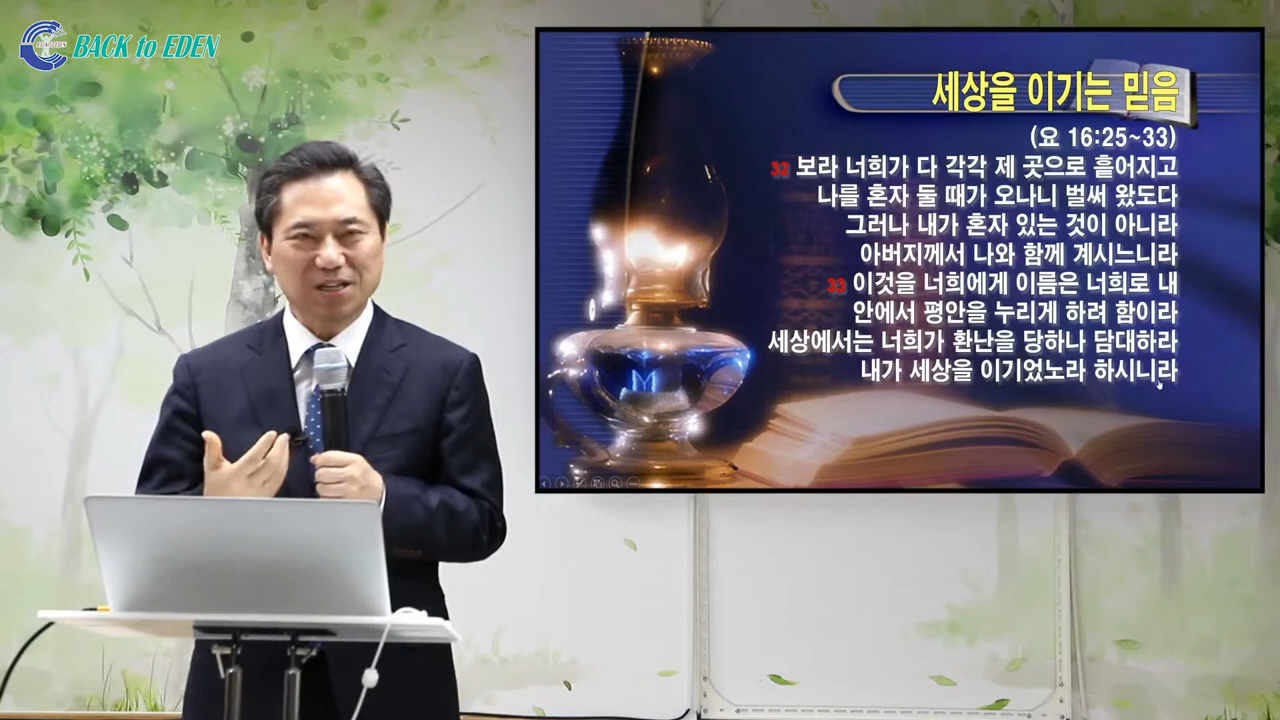 BACK to EDEN
세상을 이기는 믿음
(요 16:25~33)
32 보라 너희가 다 각각 제 곳으로 흩어지고
나를 혼자 둘 때가 오나니 벌써 왔도다
그러나 내가 혼자 있는 것이 아니라
아버지께서 나와 함께 계시느니라
33 이것을 너희에게 이름은 너희로 내
안에서 평안을 누리게 하려 함이라
세상에서는 너희가 환난을 당하나 담대하라
내가 세상을 이기었노라 하시니라